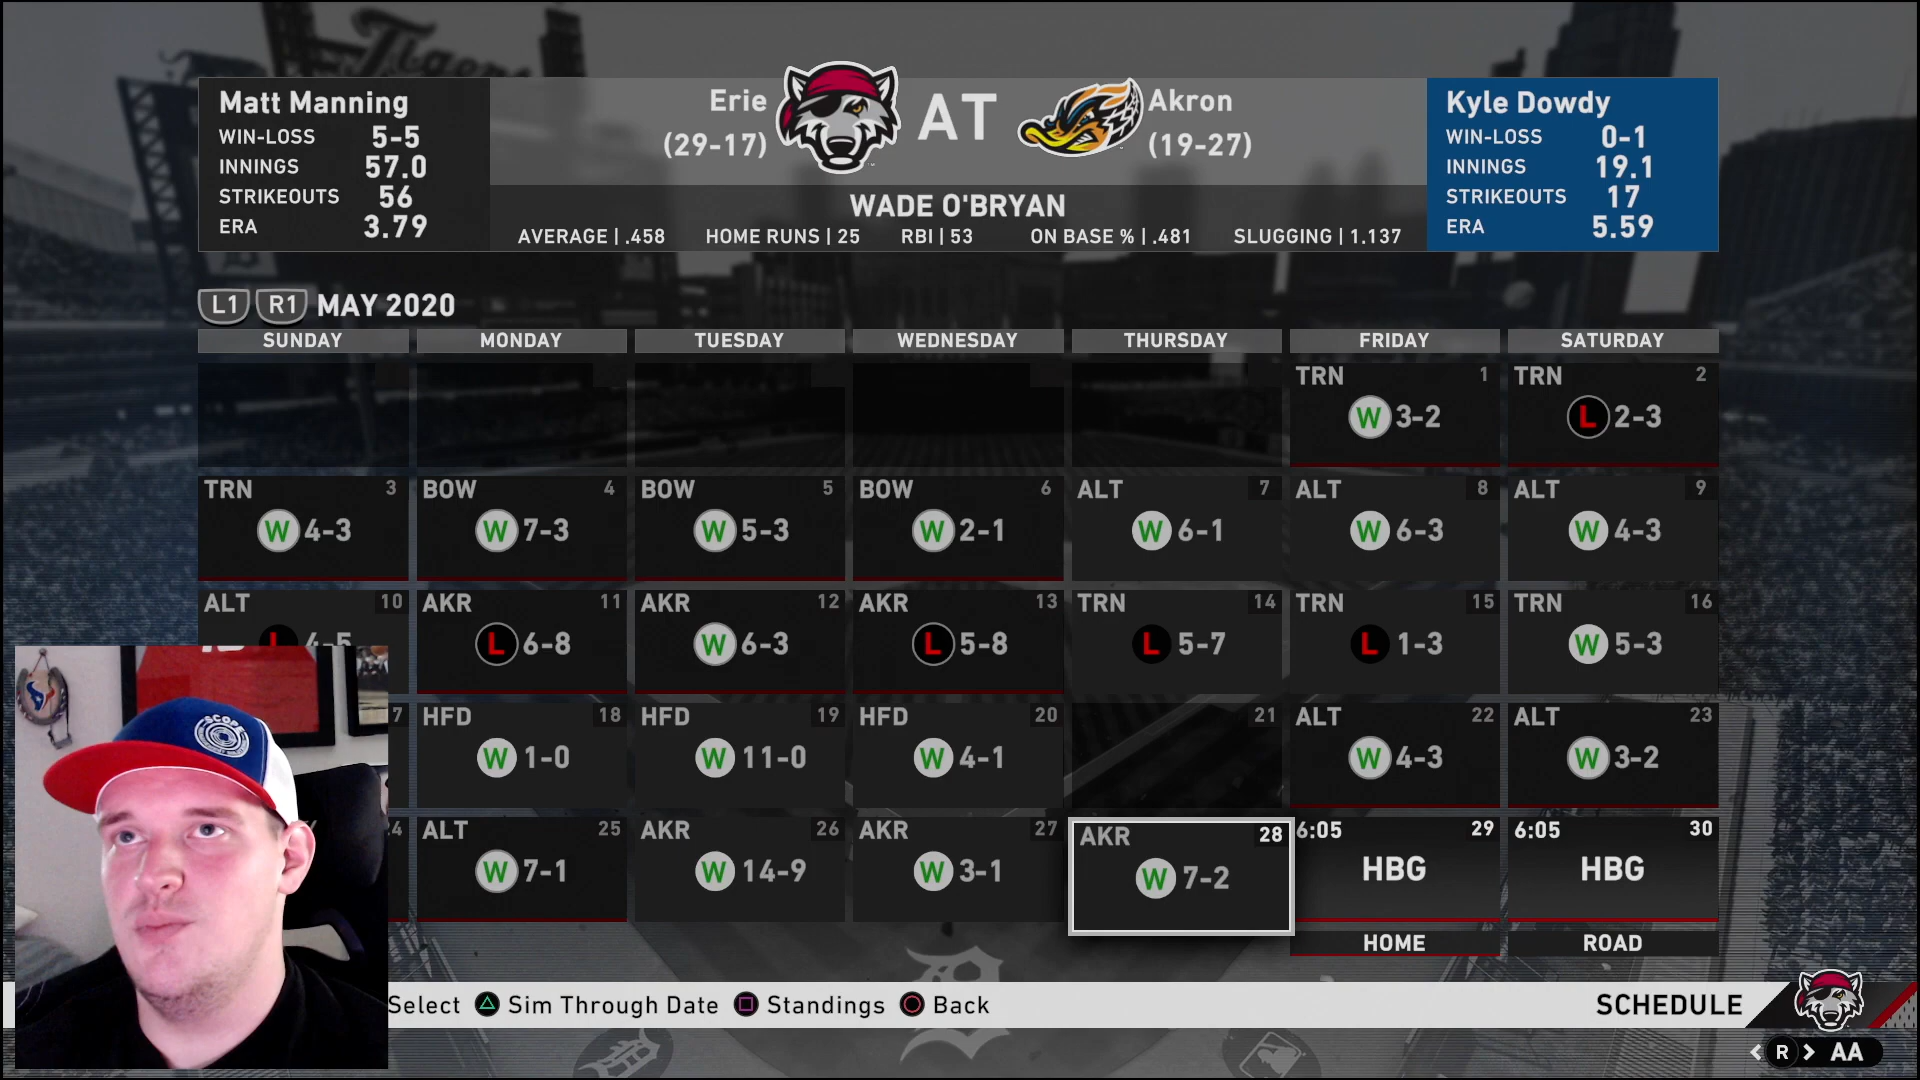 Tigers
Matt Manning
WIN-LOSS 5-5
INNINGS 57.0
STRIKEOUTS 56
ERA 3.79
Erie
(29-17)
AT
Akron
(19-27)
Kyle Dowdy
WIN-LOSS 0-1
INNINGS 19.1
STRIKEOUTS 17
ERA 5.59
WADE O'BRYAN
AVERAGE | .458 HOME RUNS | 25 RBI | 53 ON BASE % | .481 SLUGGING | 1.137
L1 R1 MAY 2020
SUNDAY MONDAY TUESDAY WEDNESDAY THURSDAY FRIDAY SATURDAY
TRN 1 TRN 2
W 3-2 L 2-3
TRN 3 BOW 4 BOW 5 BOW 6 ALT 7 ALT 8 ALT 9
W 4-3 W 7-3 W 5-3 W 2-1 W 6-1 W 6-3 W 4-3
ALT 10 AKR 11 AKR 12 AKR 13 TRN 14 TRN 15 TRN 16
L 4-5 L 6-8 W 6-3 L 5-8 L 5-7 L 1-3 W 5-3
7 HFD 18 HFD 19 HFD 20 21 ALT 22 ALT 23
W 1-0 W 11-0 W 4-1 W 4-3 W 3-2
4 ALT 25 AKR 26 AKR 27 AKR 28 6:05 29 6:05 30
W 7-1 W 14-9 W 3-1 W 7-2 HBG HBG
HOME ROAD
SCOPE
Select Sim Through Date Standings Back
SCHEDULE
R AA